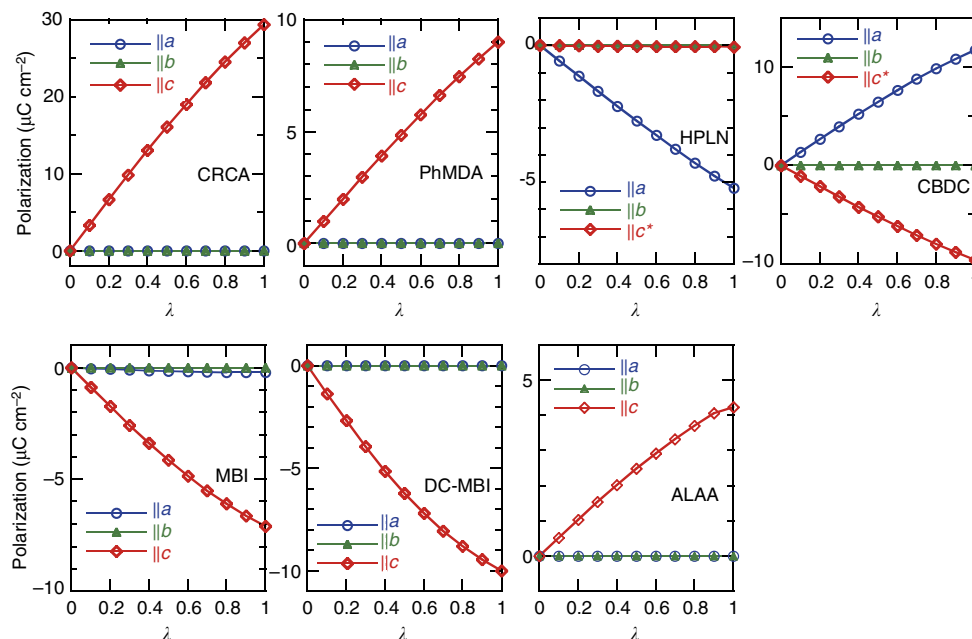 Polarization (μC cm⁻²)
30
20
10
0
||a
||b
||c
CRCA
0 0.2 0.4 0.6 0.8 1
λ
10
5
0
||a
||b
||c
PhMDA
0 0.2 0.4 0.6 0.8 1
λ
0
−5
HPLN
||a
||b
||c*
0 0.2 0.4 0.6 0.8 1
λ
10
0
−10
||a
||b
||c*
CBDC
0 0.2 0.4 0.6 0.8
λ
Polarization (μC cm⁻²)
0
−5
−10
MBI
||a
||b
||c
0 0.2 0.4 0.6 0.8 1
λ
0
−5
−10
DC-MBI
||a
||b
||c
0 0.2 0.4 0.6 0.8 1
λ
5
0
||a
||b
||c
ALAA
0 0.2 0.4 0.6 0.8 1
λ